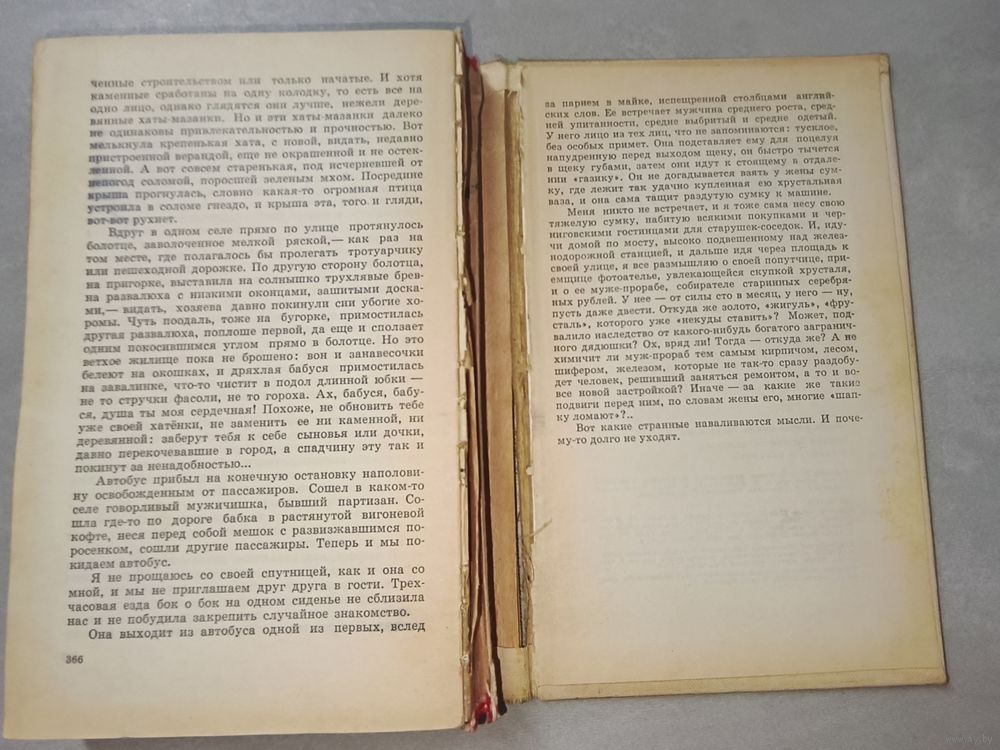 ченные строительством или только начатые. И хотя
каменные сработаны на одну колодку, то есть все на
одно лицо, однако глядятся они лучше, нежели дере-
вянные хаты-мазанки. Но и эти хаты-мазанки далеко
не одинаковы привлекательностью и прочностью. Вот
мелькнула крепенькая хата, с новой, видать, недавно
пристроенной верандой, еще не окрашенной и не остек-
ленной. А вот совсем старенькая, под исчерневшей от
непогод соломой, поросшей зеленым мхом. Посредине
крыша прогнулась, словно какая-то огромная птица
устроила в соломе гнездо, и крыша эта, того и гляди,
вот-вот рухнет.
Вдруг в одном селе прямо по улице протянулось
болотце, заволоченное мелкой ряской,— как раз на
том месте, где полагалось бы пролегать тротуарчику
или пешеходной дорожке. По другую сторону болотца,
на пригорке, выставила на солнышко трухлявые брев-
на развалюха с низкими оконцами, зашитыми доска-
ми,— видать, хозяева давно покинули сии убогие хо-
ромы. Чуть поодаль, тоже на бугорке, примостилась
другая развалюха, поплоше первой, да еще и сползает
одним покосившимся углом прямо в болотце. Но это
ветхое жилище пока не брошено: вон и занавесочки
белеют на окошках, и дряхлая бабуся примостилась
на завалинке, что-то чистит в подол длинной юбки —
не то стручки фасоли, не то гороха. Ах, бабуся, бабу-
ся, душа ты моя сердечная! Похоже, не обновить тебе
уже своей хатёнки, не заменить ее ни каменной, ни
деревянной: заберут тебя к себе сыновья или дочки,
давно перекочевавшие в город, а спадчину эту так и
покинут за ненадобностью...
Автобус прибыл на конечную остановку наполови-
ну освобожденным от пассажиров. Сошел в каком-то
селе говорливый мужичишка, бывший партизан. Со-
шла где-то по дороге бабка в растянутой вигоневой
кофте, неся перед собой мешок с развизжавшимся по-
росенком, сошли другие пассажиры. Теперь и мы по-
кидаем автобус.
Я не прощаюсь со своей спутницей, как и она со
мной, и мы не приглашаем друг друга в гости. Трех-
часовая езда бок о бок на одном сиденье не сблизила
нас и не побудила закрепить случайное знакомство.
Она выходит из автобуса одной из первых, вслед
366
за парнем в майке, испещренной столбцами англий-
ских слов. Ее встречает мужчина среднего роста, сред-
ней упитанности, средне выбритый и средне одетый.
У него лицо из тех лиц, что не запоминаются: тусклое,
без особых примет. Она подставляет ему для поцелуя
напудренную перед выходом щеку, он быстро тычется
в щеку губами, затем они идут к стоящему в отдале-
нии «газику». Он не догадывается взять у жены сум-
ку, где лежит так удачно купленная ею хрустальная
ваза, и она сама тащит раздутую сумку к машине.
Меня никто не встречает, и я тоже сама несу свою
тяжелую сумку, набитую всякими покупками и чер-
ниговскими гостинцами для старушек-соседок. И, иду-
чи домой по мосту, высоко подвешенному над желез-
нодорожной станцией, и дальше идя через площадь к
своей улице, я все размышляю о своей попутчице, при-
емщице фотоателье, увлекающейся скупкой хрусталя,
и о ее муже-прорабе, собирателе старинных серебря-
ных рублей. У нее — от силы сто в месяц, у него — ну,
пусть даже двести. Откуда же золото, «жигуль», «фру-
сталь», которого уже «некуды ставить»? Может, под-
валило наследство от какого-нибудь богатого загранич-
ного дядюшки? Ох, вряд ли! Тогда — откуда же? А не
химичит ли муж-прораб тем самым кирпичом, лесом,
шифером, железом, которые не так-то сразу раздобу-
дет человек, решивший заняться ремонтом, а то и во-
все новой застройкой? Иначе — за какие же такие
подвиги перед ним, по словам жены его, многие «шап-
ку ломают»?..
Вот какие странные наваливаются мысли. И поче-
му-то долго не уходят.
www.ay.by